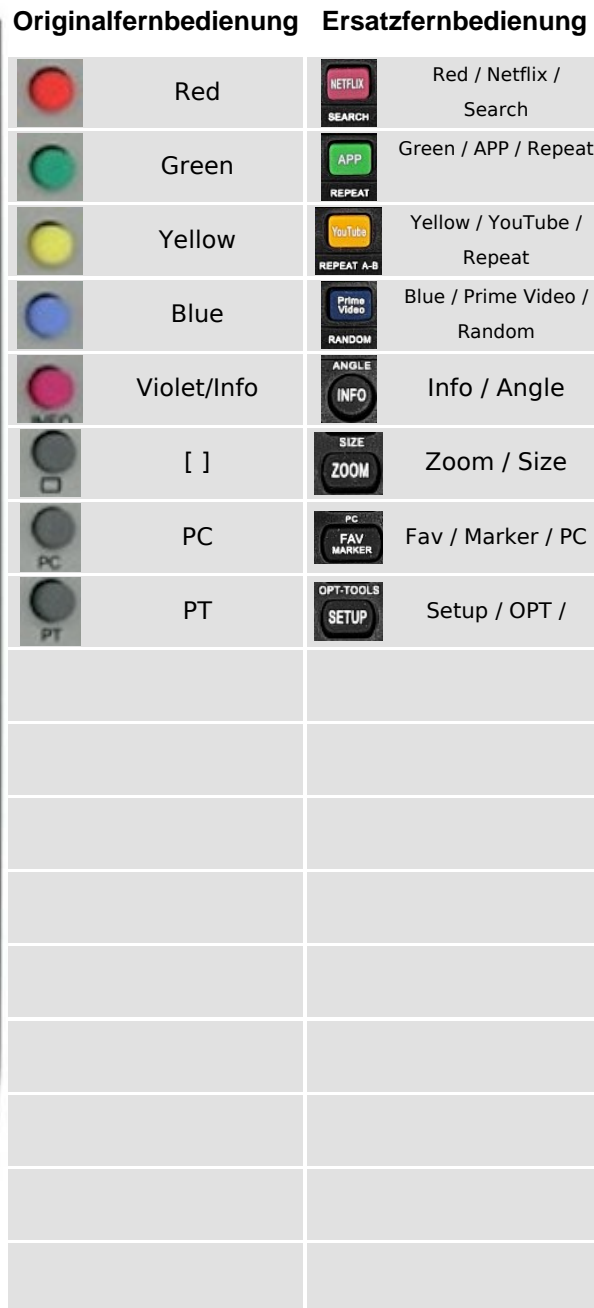 Originalfernbedienung Ersatzfernbedienung
Red
NETFLIX
SEARCH
Red / Netflix /
Search
Green
APP
REPEAT
Green / APP / Repeat
Yellow
YouTube
REPEAT A-B
Yellow / YouTube /
Repeat
Blue
Prime
Video
RANDOM
Blue / Prime Video /
Random
INFO
Violet/Info
ANGLE
INFO
Info / Angle
[ ]
SIZE
ZOOM
Zoom / Size
PC
PC
PC
FAV
MARKER
Fav / Marker / PC
PT
PT
OPT-TOOLS
SETUP
Setup / OPT /